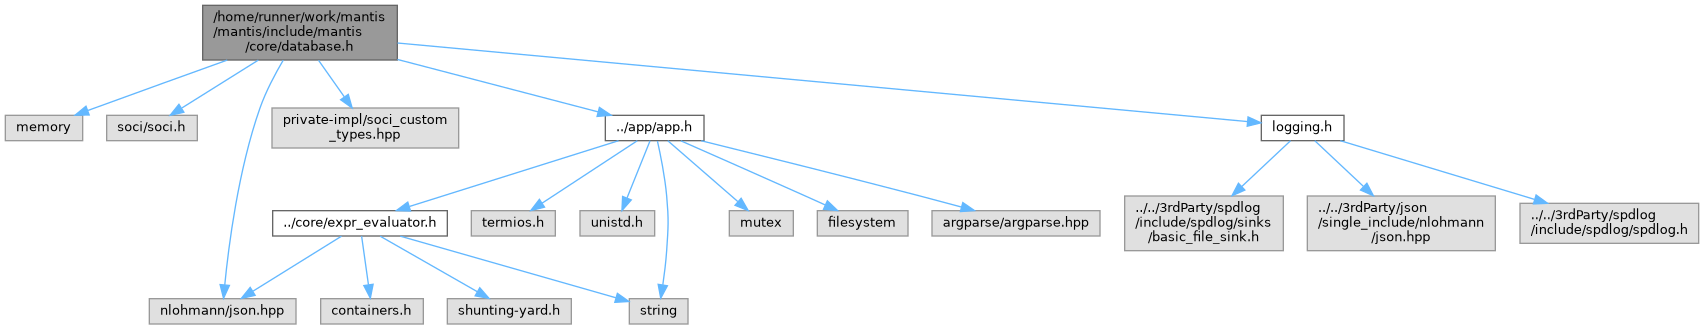 /home/runner/work/mantis
/mantis/include/mantis
/core/database.h
memory
soci/soci.h
private-impl/soci_custom
_types.hpp
../app/app.h
logging.h
../core/expr_evaluator.h
termios.h
unistd.h
mutex
filesystem
argparse/argparse.hpp
../../3rdParty/spdlog
/include/spdlog/sinks
/basic_file_sink.h
../../3rdParty/json
/single_include/nlohmann
/json.hpp
../../3rdParty/spdlog
/include/spdlog/spdlog.h
nlohmann/json.hpp
containers.h
shunting-yard.h
string